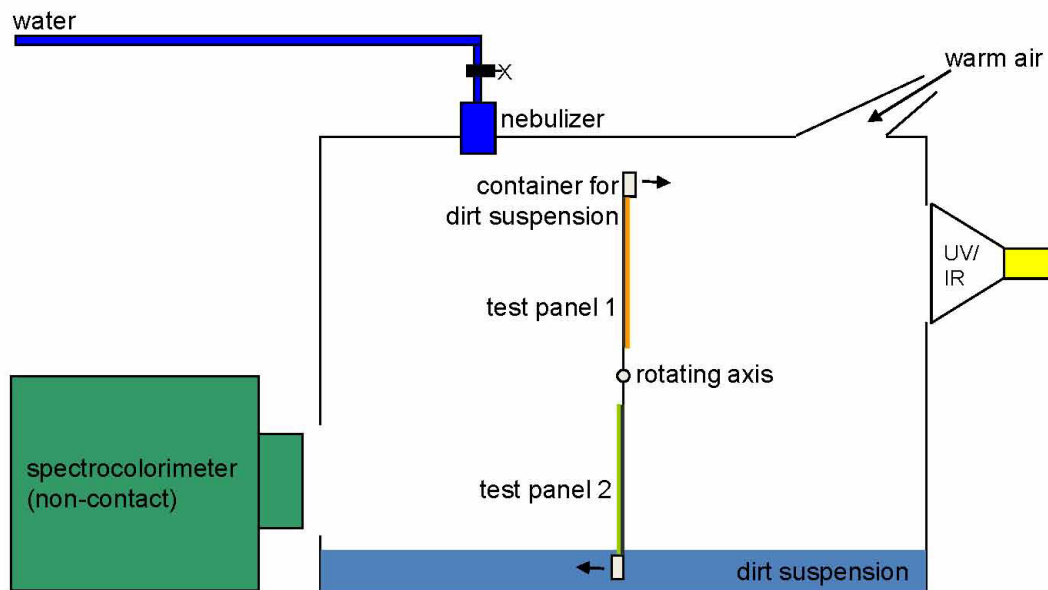 water
X
warm air
nebulizer
container for
dirt suspension
UV/
IR
test panel 1
rotating axis
spectrocolorimeter
(non-contact)
test panel 2
dirt suspension